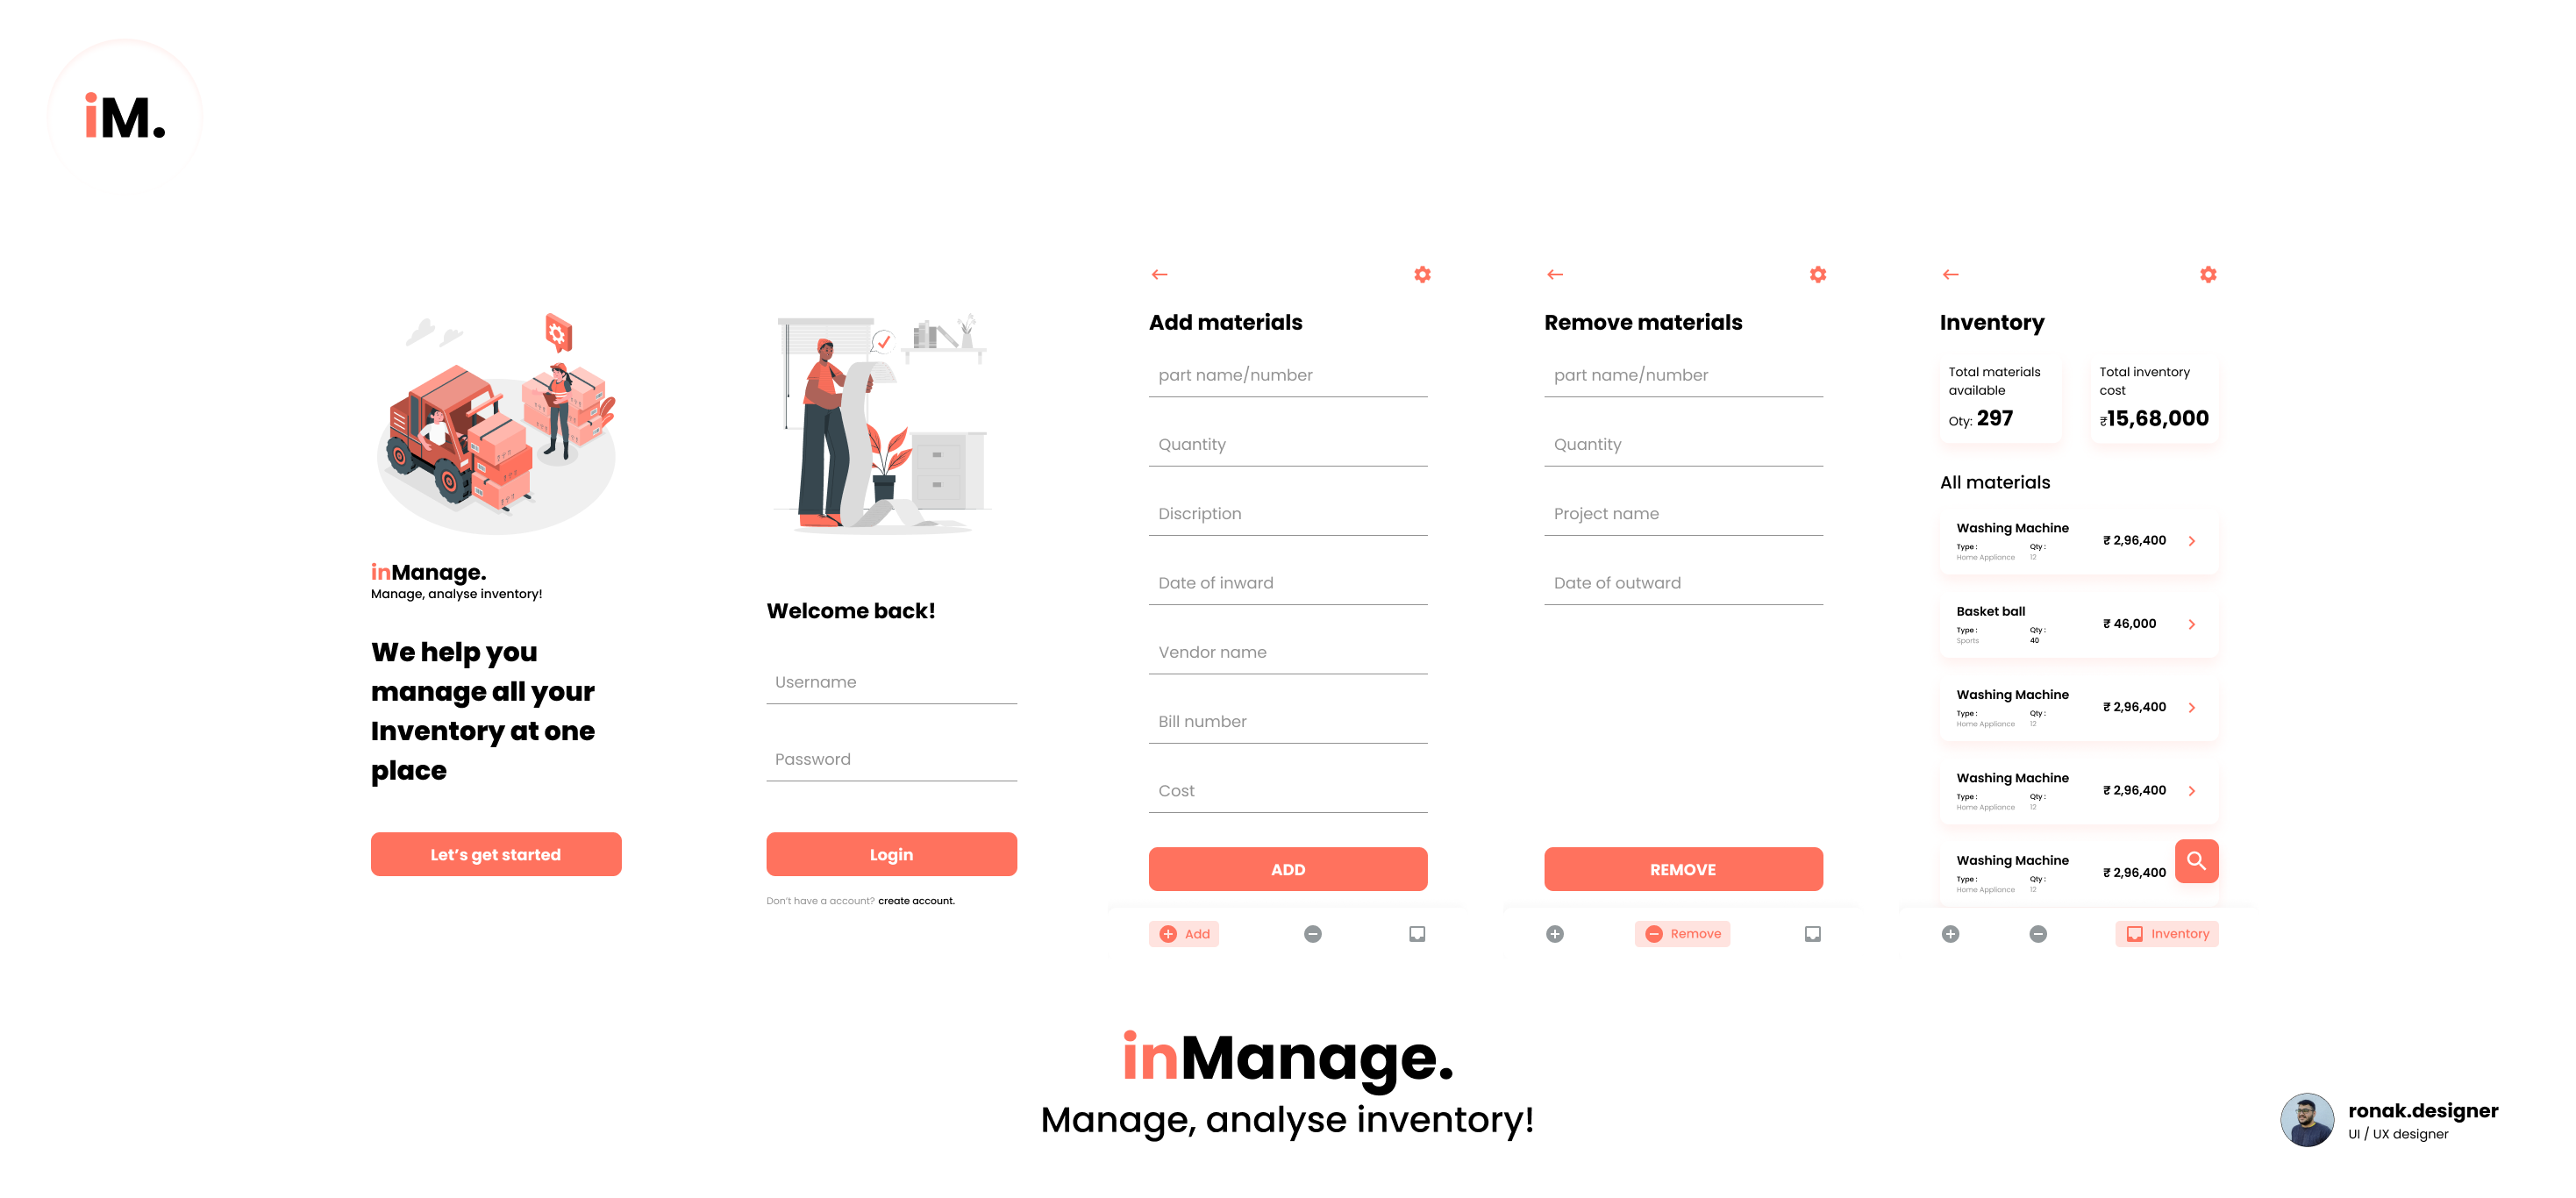 iM.
inManage.
Manage, analyse inventory!
We help you
manage all your
Inventory at one
place
Let's get started
Welcome back!
Username
Password
Login
Don't have a account? create account.
Add materials
part name/number
Quantity
Discription
Date of inward
Vendor name
Bill number
Cost
ADD
Add
Remove materials
part name/number
Quantity
Project name
Date of outward
REMOVE
Remove
Inventory
Total materials
available
Qty: 297
Total inventory
cost
₹15,68,000
All materials
Washing Machine
Type : Qty :
Home Appliance 12
₹ 2,96,400
Basket ball
Type : Qty :
Sports 40
₹ 46,000
Washing Machine
Type : Qty :
Home Appliance 12
₹ 2,96,400
Washing Machine
Type : Qty :
Home Appliance 12
₹ 2,96,400
Washing Machine
Type : Qty :
Home Appliance 12
₹ 2,96,400
Inventory
inManage.
Manage, analyse inventory!
ronak.designer
UI / UX designer